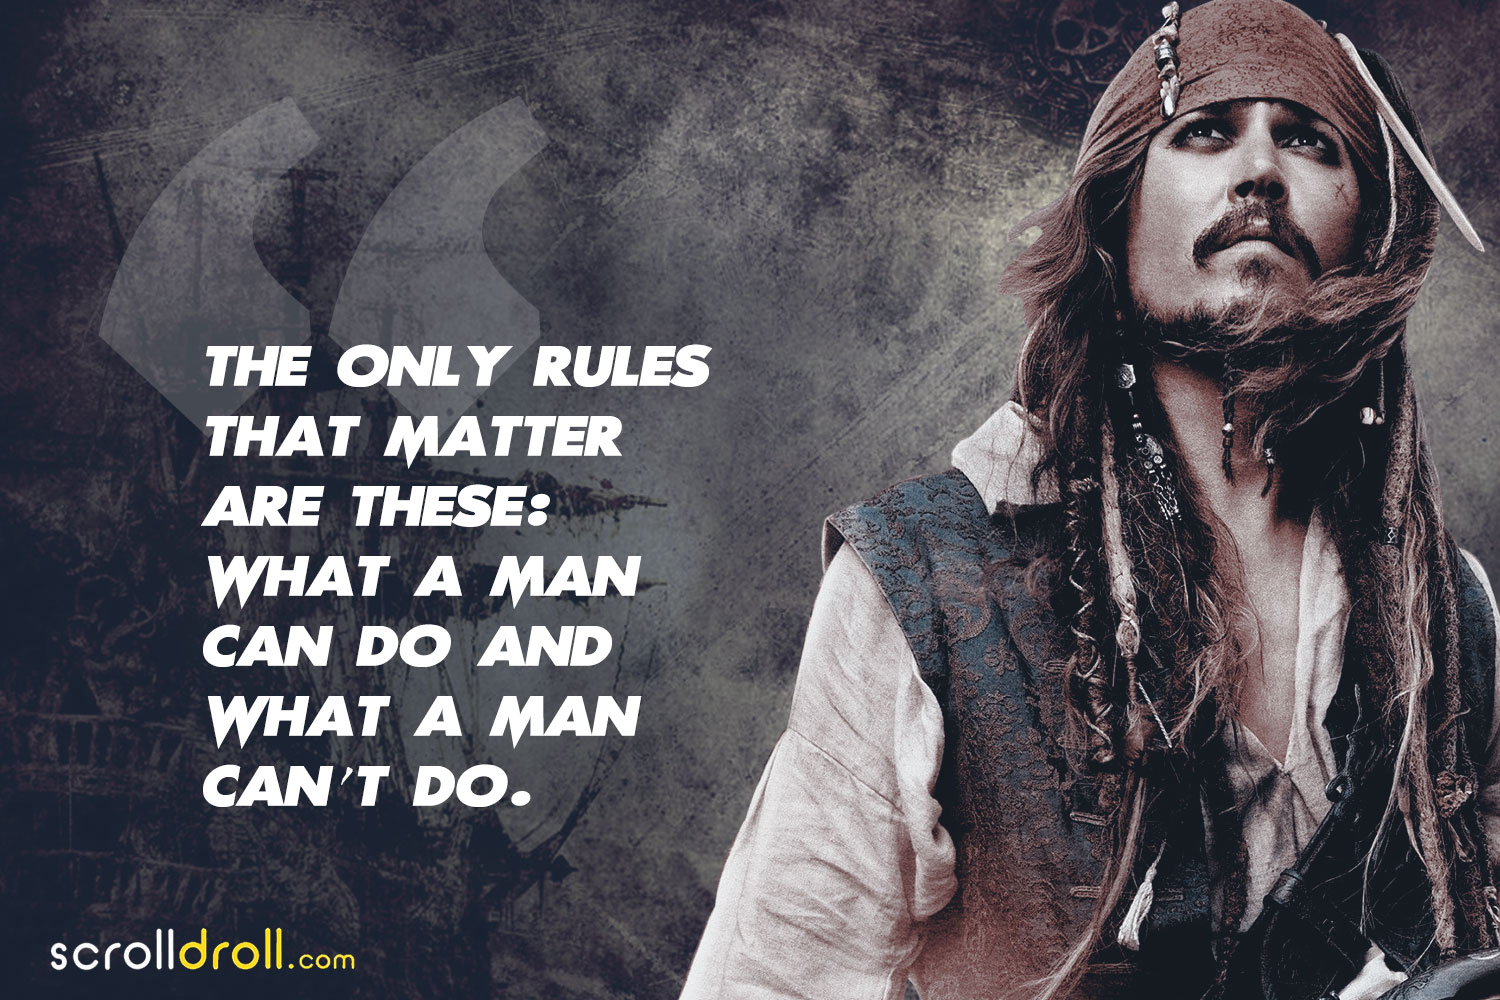 THE ONLY RULES
THAT MATTER
ARE THESE:
WHAT A MAN
CAN DO AND
WHAT A MAN
CAN'T DO.
scrolldroll.com